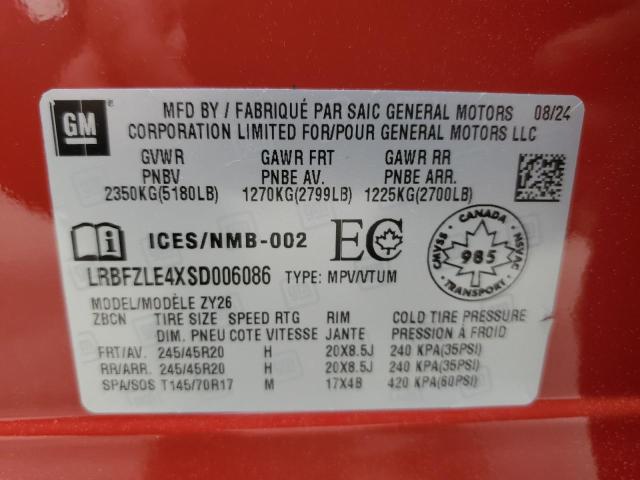 GM
MFD BY / FABRIQUÉ PAR SAIC GENERAL MOTORS 08/24
CORPORATION LIMITED FOR/POUR GENERAL MOTORS LLC
GVWR GAWR FRT GAWR RR
PNBV PNBE AV. PNBE ARR.
2350KG(5180LB) 1270KG(2799LB) 1225KG(2700LB)
ICES/NMB-002 EC
CANADA
CMVSS 985 NSVAC
TRANSPORT
LRBFZLE4XSD006086 TYPE: MPV/VTUM
MODEL/MODÈLE ZY26
ZBCN TIRE SIZE SPEED RTG RIM COLD TIRE PRESSURE
DIM. PNEU COTE VITESSE JANTE PRESSION À FROID
FRT/AV. 245/45R20 H 20X8.5J 240 KPA(35PSI)
RR/ARR. 245/45R20 H 20X8.5J 240 KPA(35PSI)
SPA/SOS T145/70R17 M 17X4B 420 KPA(60PSI)